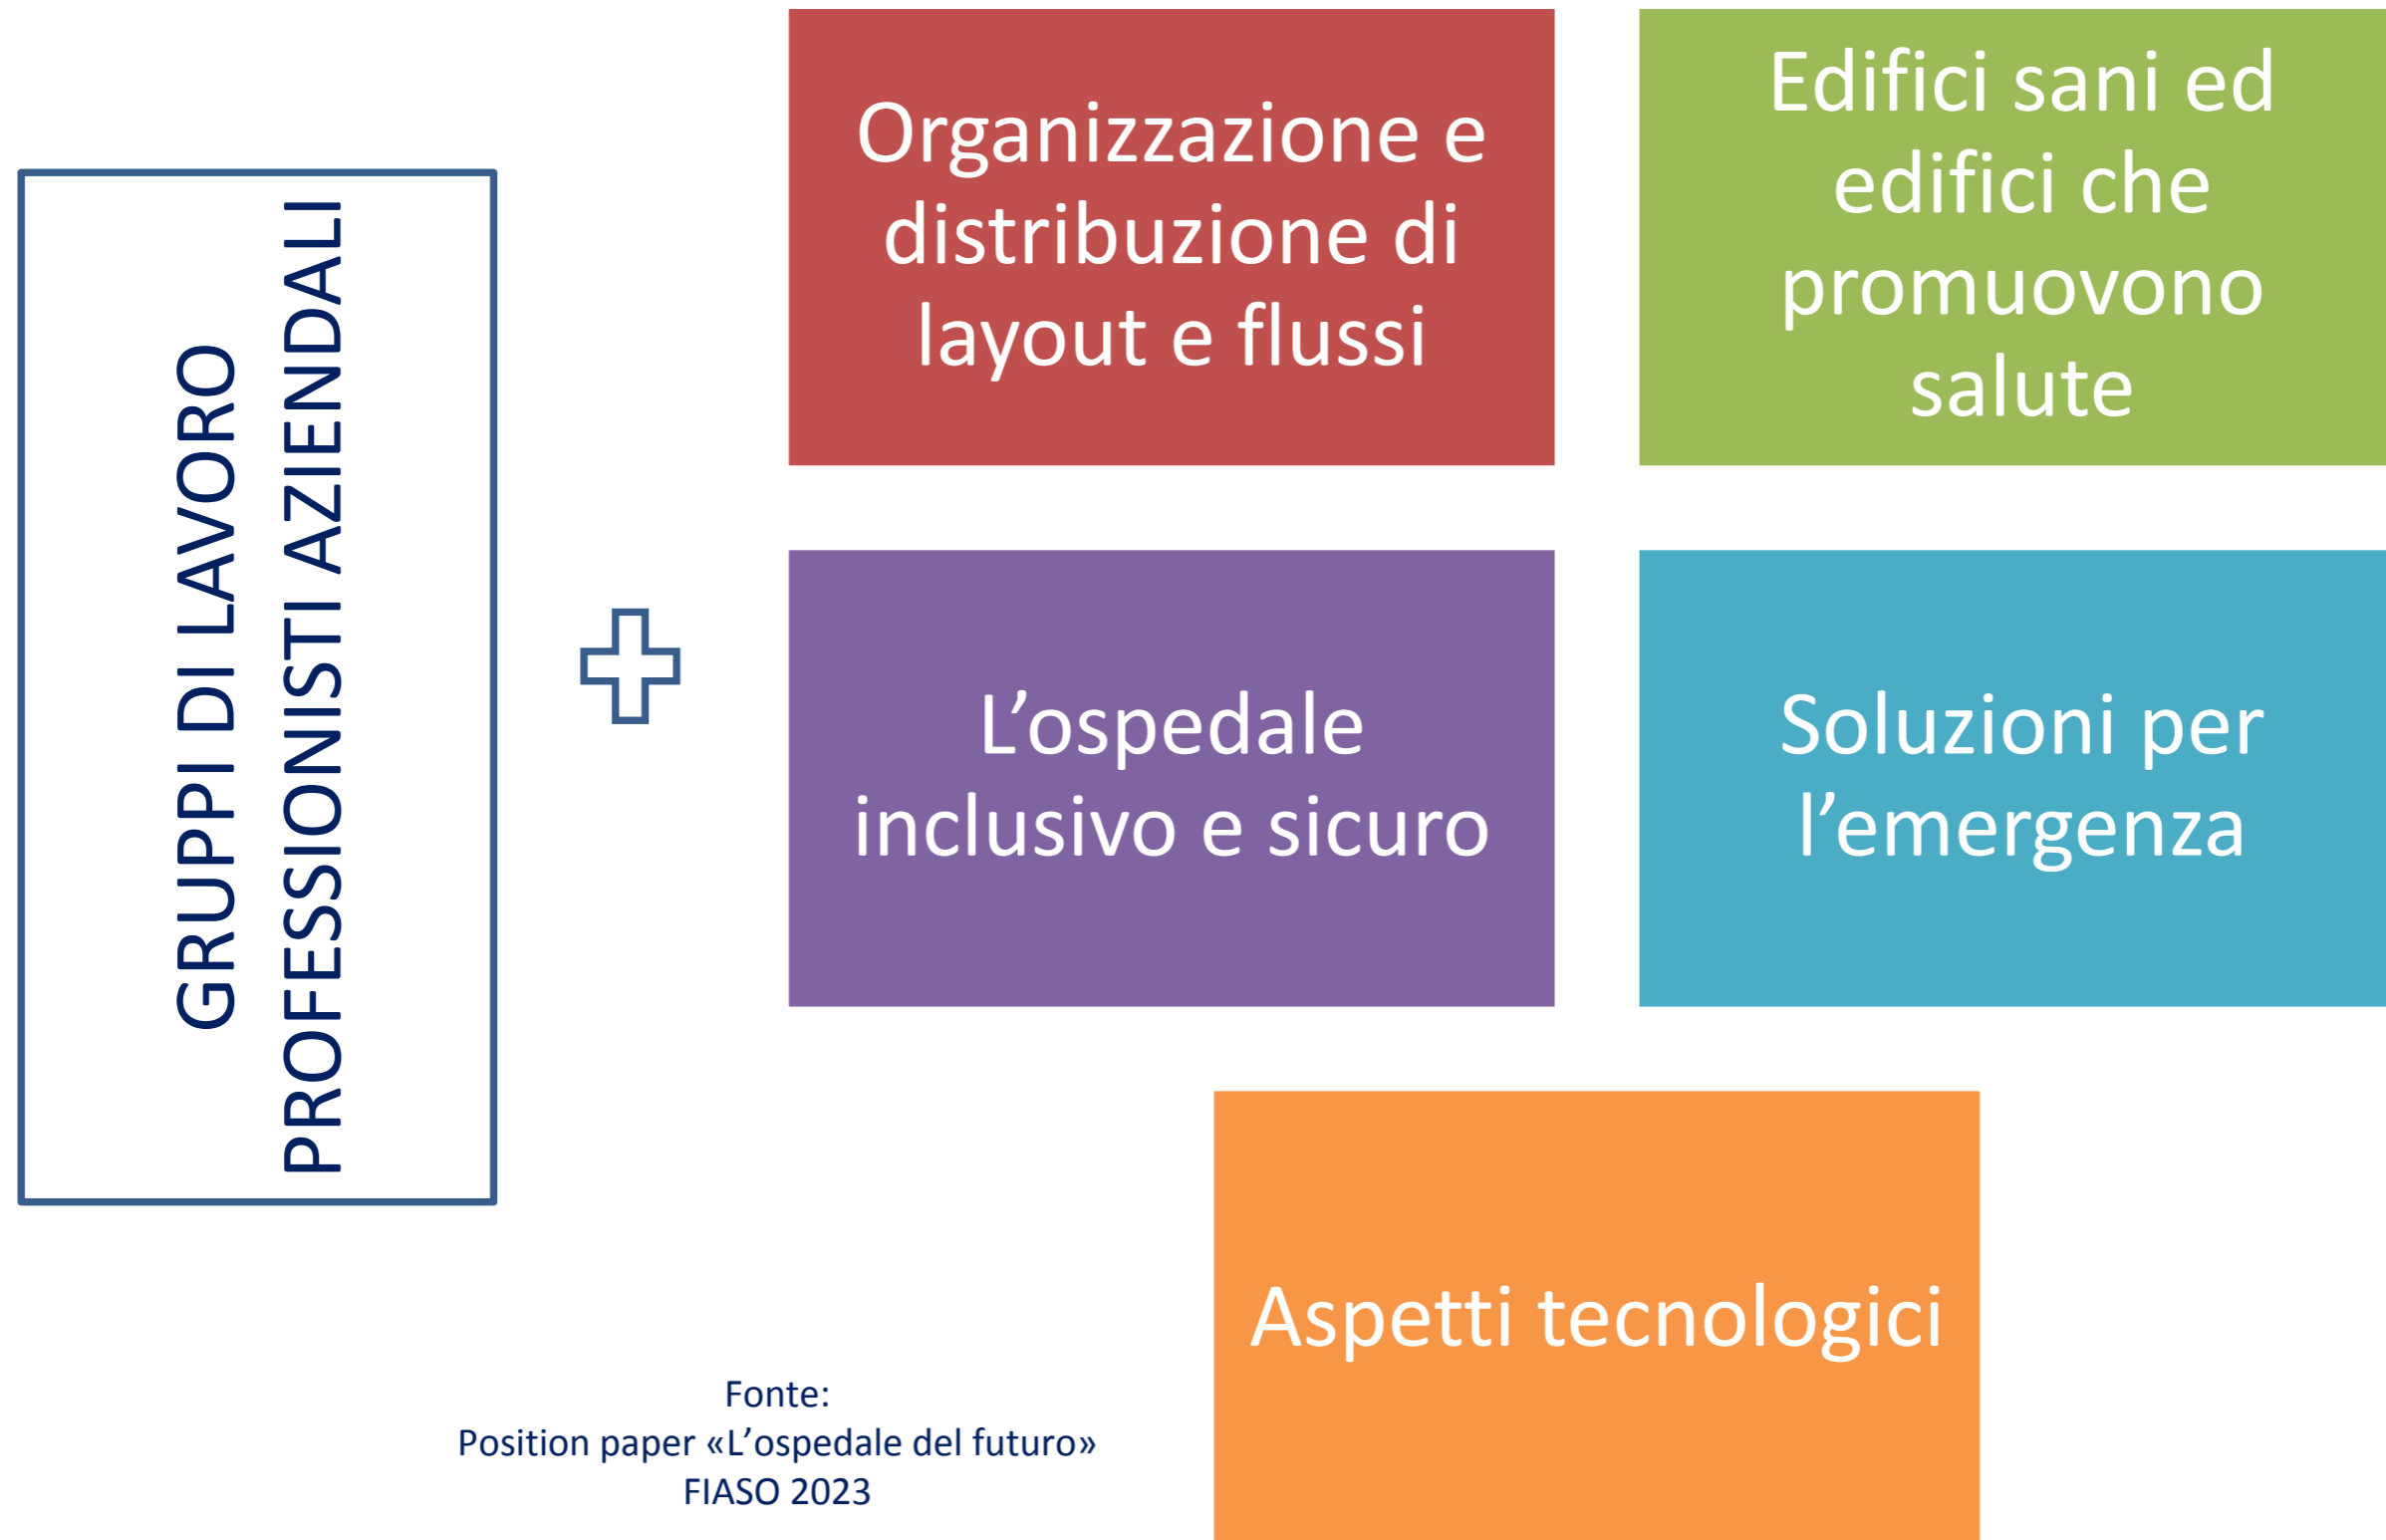 GRUPPI DI LAVORO
PROFESSIONISTI AZIENDALI
Organizzazione e
distribuzione di
layout e flussi
Edifici sani ed
edifici che
promuovono
salute
L’ospedale
inclusivo e sicuro
Soluzioni per
l’emergenza
Aspetti tecnologici
Fonte:
Position paper «L’ospedale del futuro»
FIASO 2023